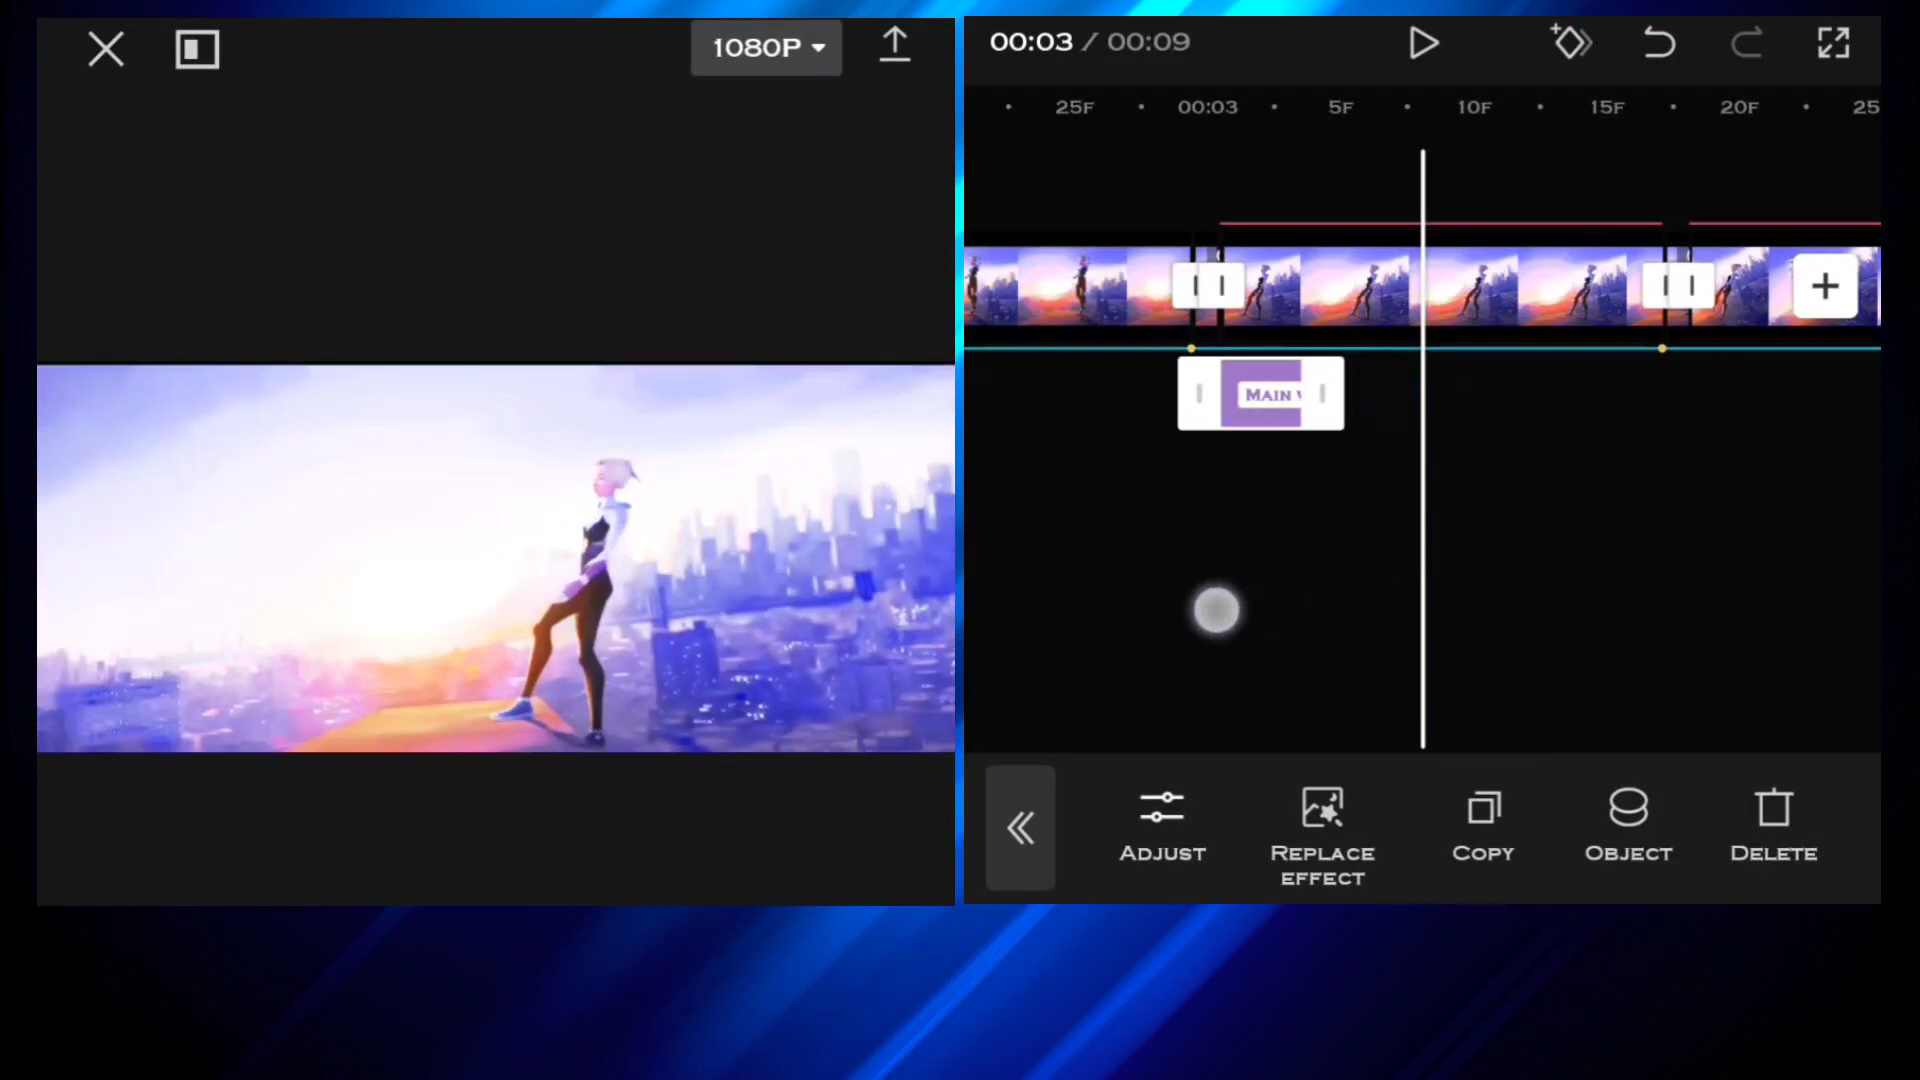 1080P
00:03 / 00:09
25F
00:03
5F
10F
15F
20F
25
MAIN
ADJUST
REPLACE
EFFECT
COPY
OBJECT
DELETE